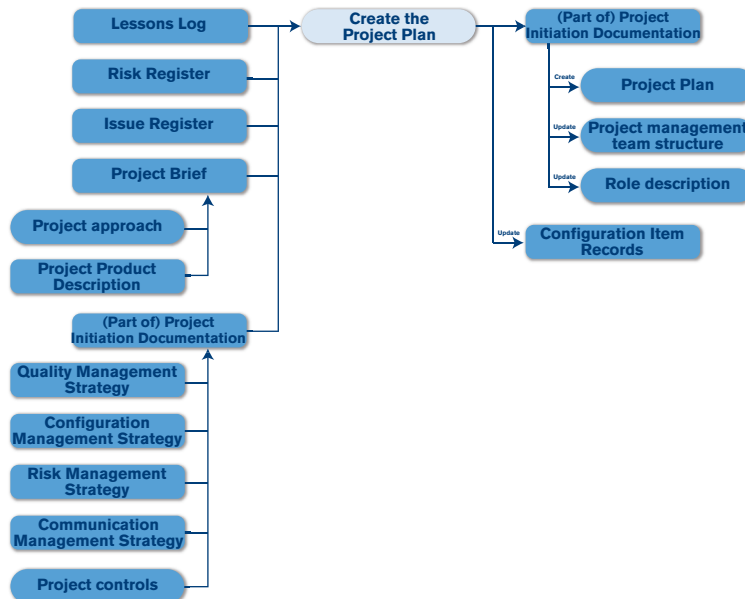 Lessons Log
Risk Register
Issue Register
Project Brief
Project approach
Project Product
Description
(Part of) Project
Initiation Documentation
Quality Management
Strategy
Configuration
Management Strategy
Risk Management
Strategy
Communication
Management Strategy
Project controls
Create the
Project Plan
(Part of) Project
Initiation Documentation
Create
Project Plan
Update
Project management
team structure
Update
Role description
Update
Configuration Item
Records